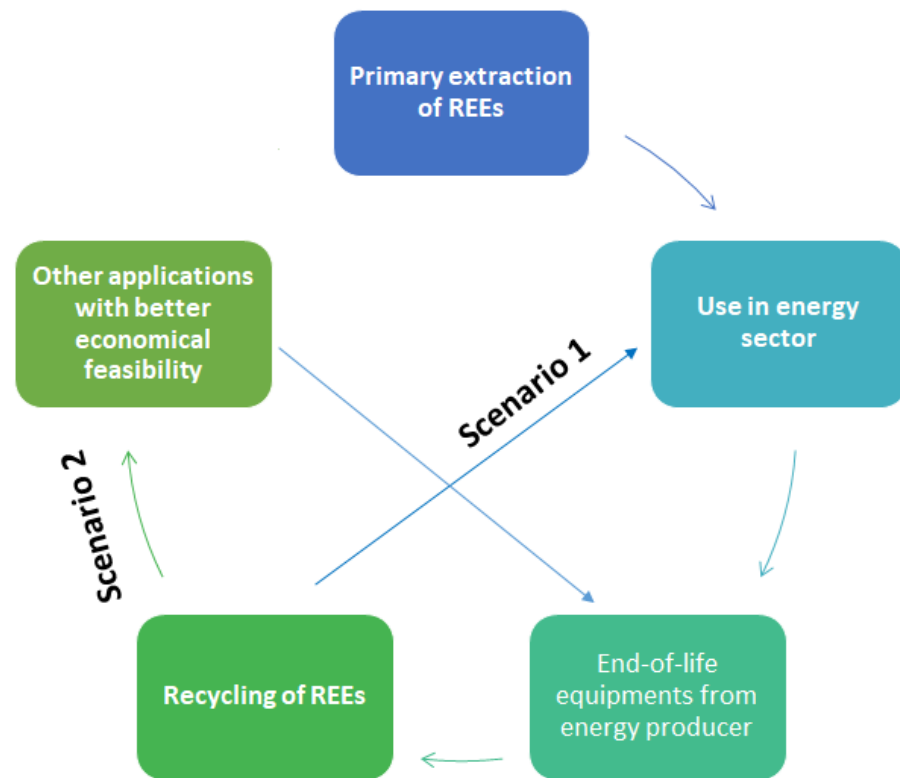 Primary extraction
of REEs
Other applications
with better
economical
feasibility
Use in energy
sector
Scenario 1
Scenario 2
Recycling of REEs
End-of-life
equipments from
energy producer